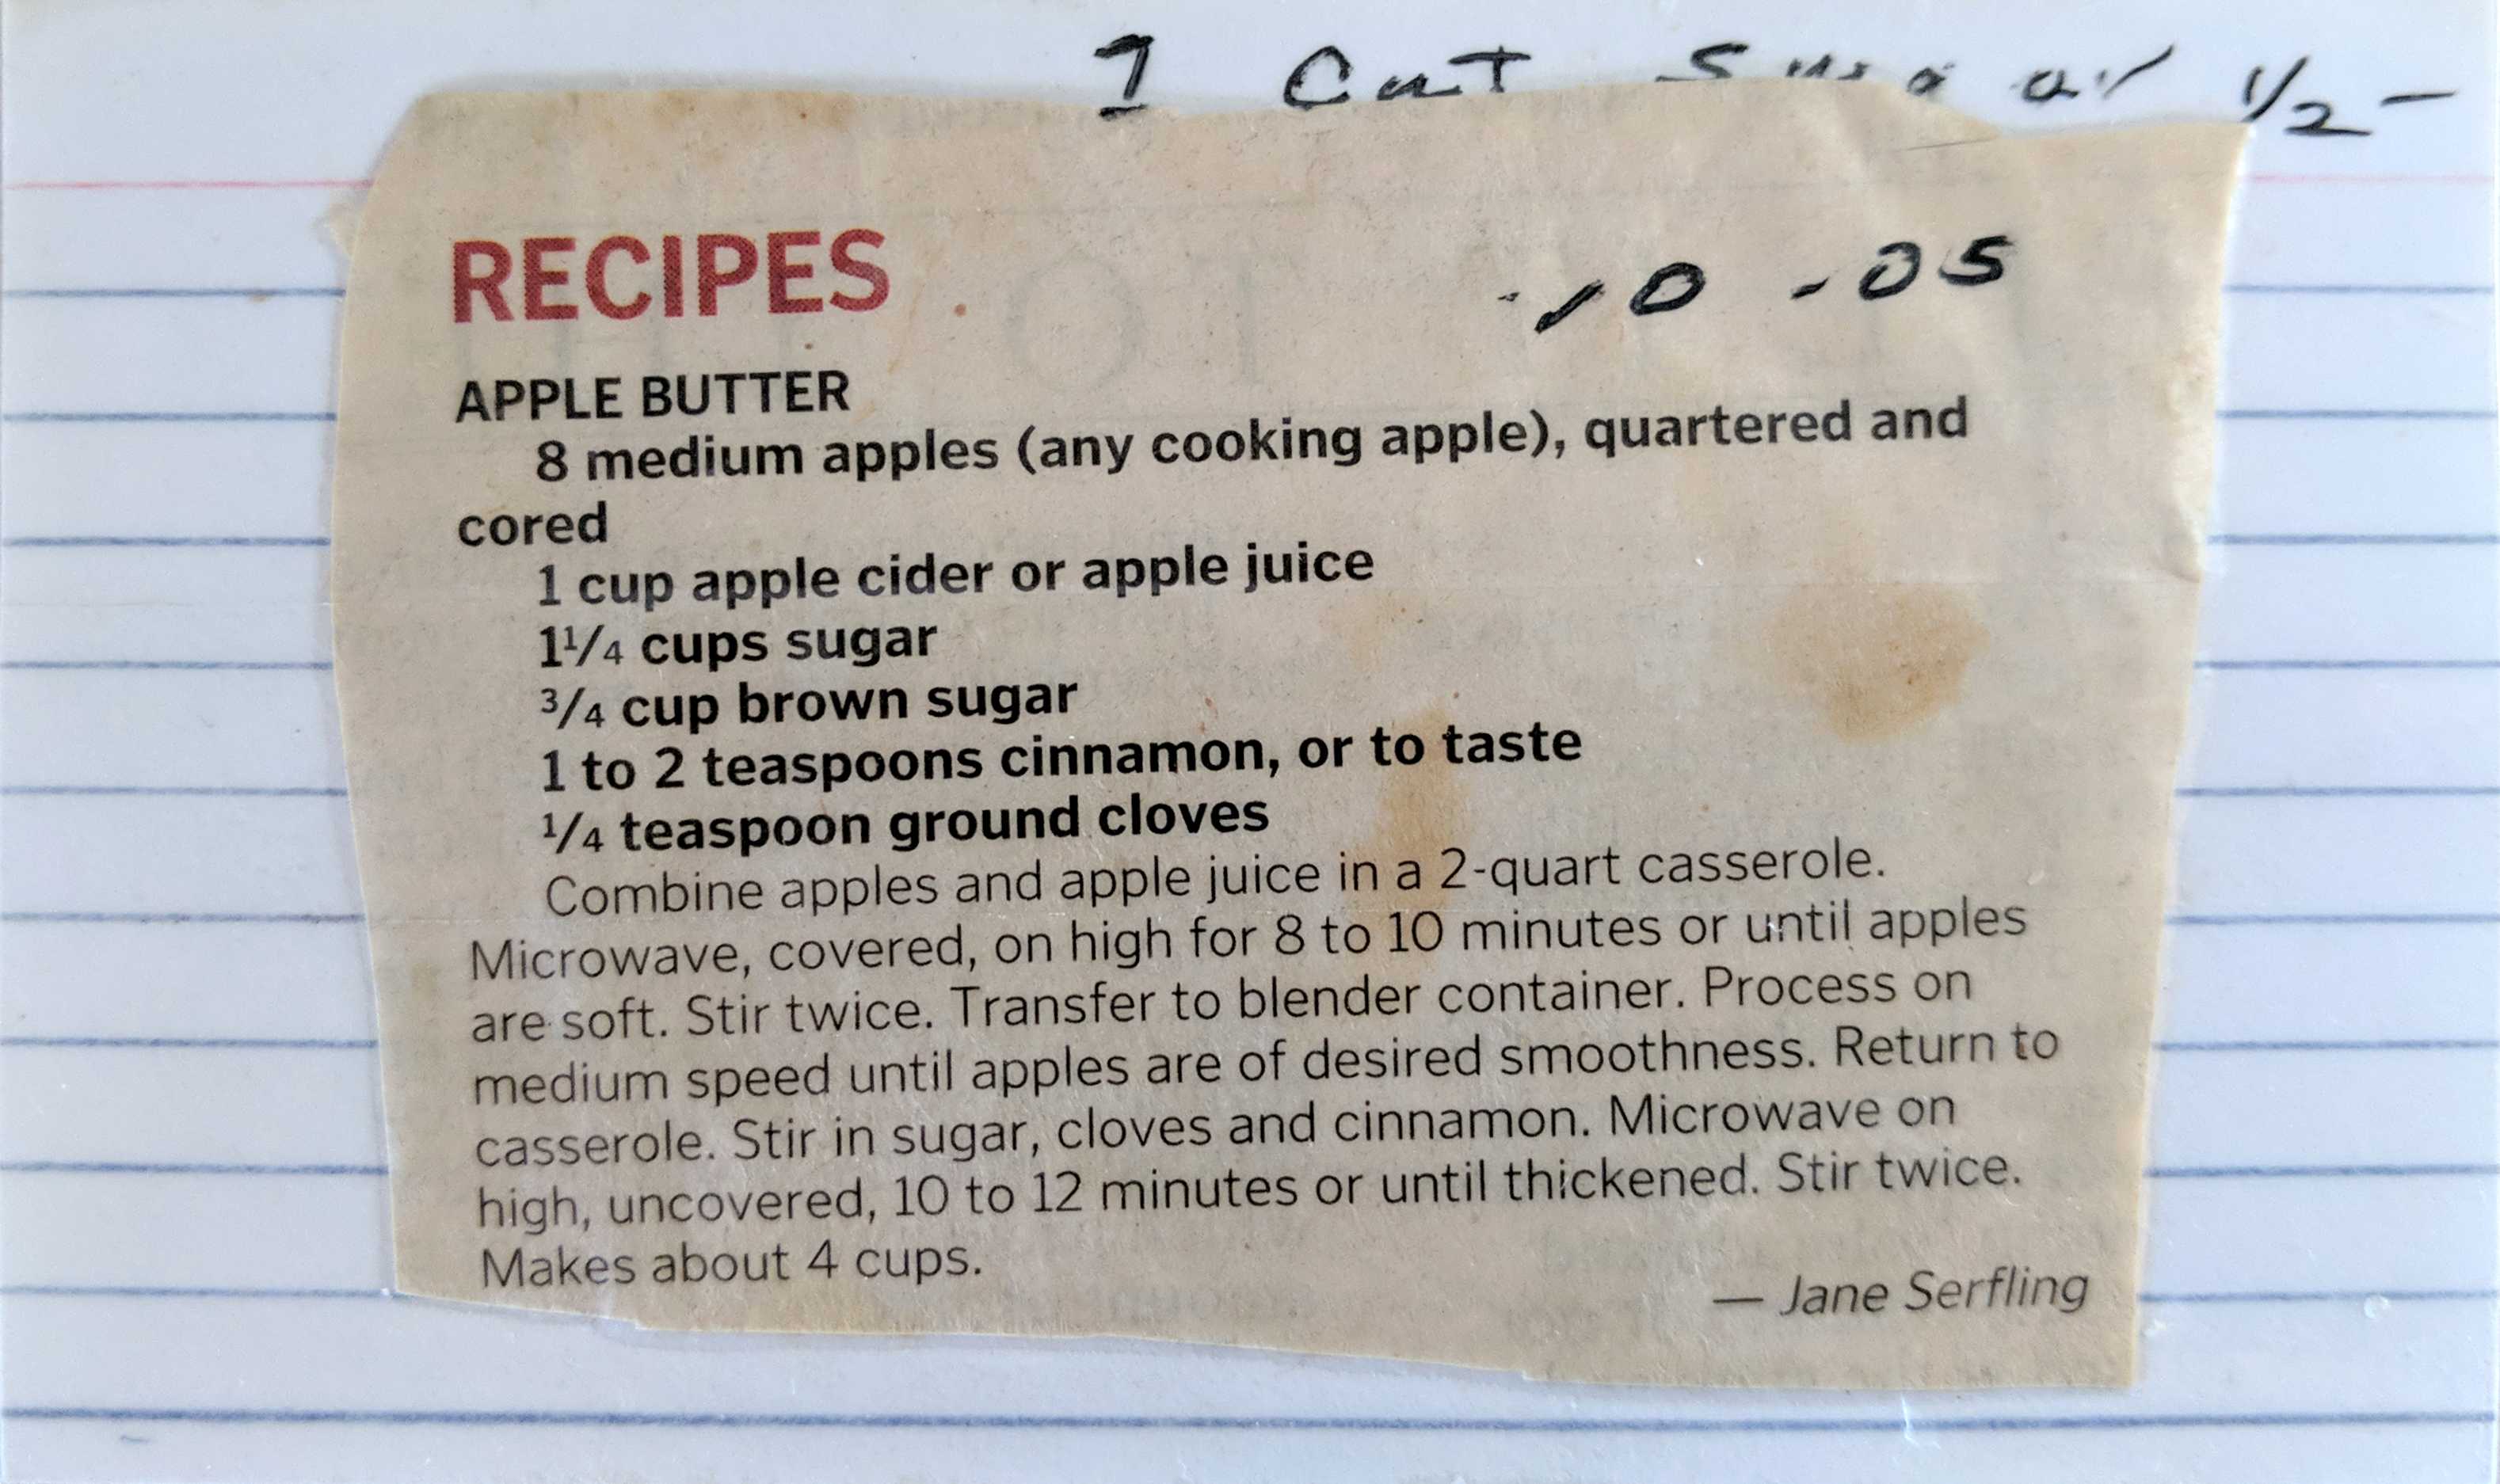 I Cut Sugar 1/2 -
RECIPES
10 - 05
APPLE BUTTER
8 medium apples (any cooking apple), quartered and
cored
1 cup apple cider or apple juice
1¼ cups sugar
¾ cup brown sugar
1 to 2 teaspoons cinnamon, or to taste
¼ teaspoon ground cloves
Combine apples and apple juice in a 2-quart casserole.
Microwave, covered, on high for 8 to 10 minutes or until apples
are soft. Stir twice. Transfer to blender container. Process on
medium speed until apples are of desired smoothness. Return to
casserole. Stir in sugar, cloves and cinnamon. Microwave on
high, uncovered, 10 to 12 minutes or until thickened. Stir twice.
Makes about 4 cups.
— Jane Serfling